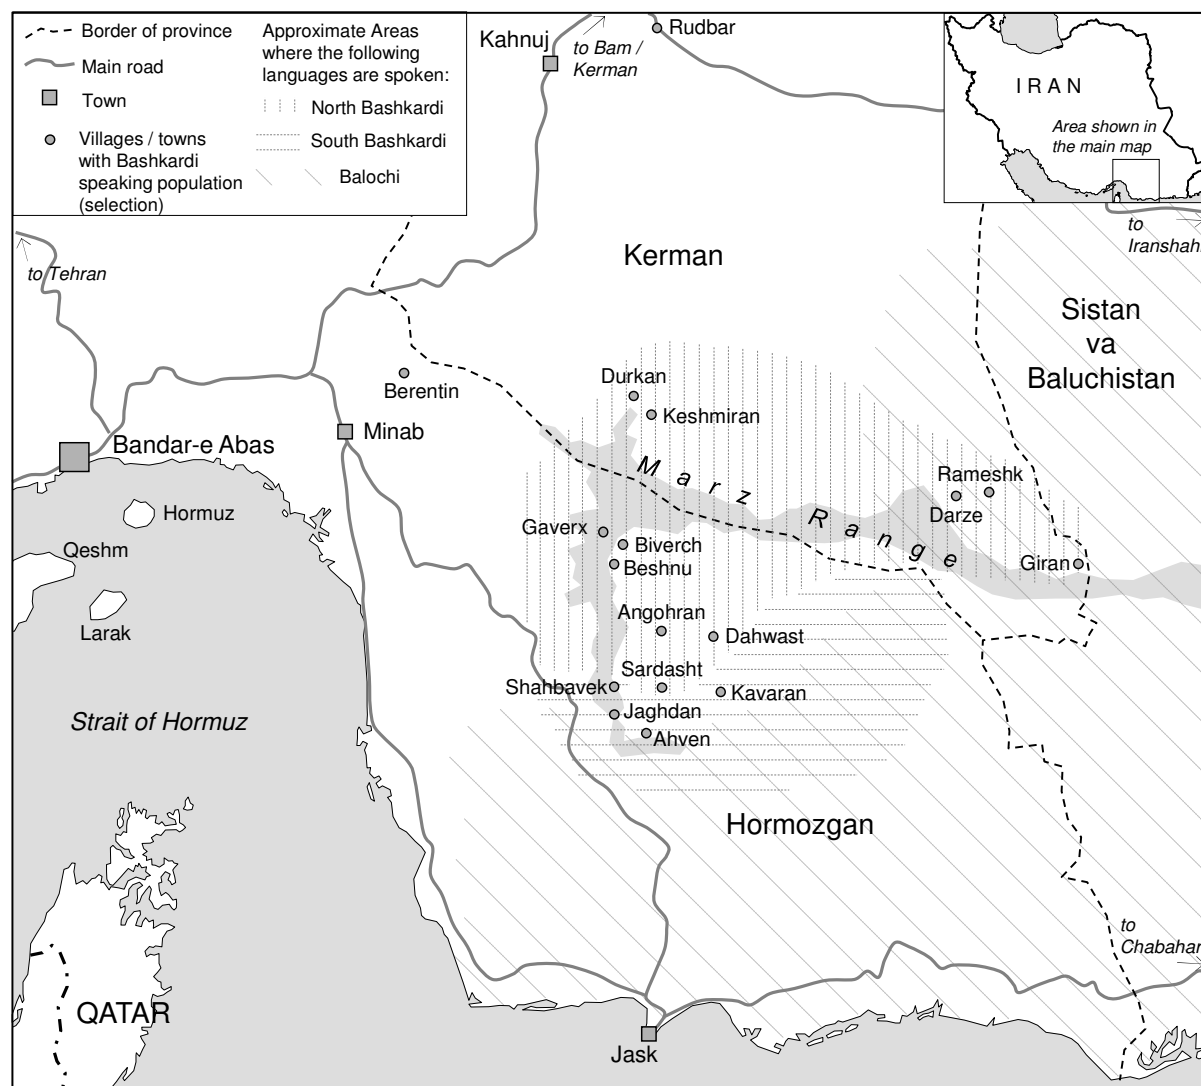 Border of province
Main road
Town
Villages / towns
with Bashkardi
speaking population
(selection)
Approximate Areas
where the following
languages are spoken:
North Bashkardi
South Bashkardi
Balochi
Kahnuj
to Bam /
Kerman
Rudbar
IRAN
Area shown in
the main map
to
Iranshahr
to Tehran
Kerman
Sistan
va
Baluchistan
Berentin
Durkan
Keshmiran
Minab
Bandar-e Abas
Marz Range
Rameshk
Darze
Hormuz
Gaverx
Biverch
Beshnu
Giran
Qeshm
Larak
Angohran
Dahwast
Sardasht
Shahbavek
Kavaran
Jaghdan
Ahven
Strait of Hormuz
Hormozgan
to
Chabahar
QATAR
Jask